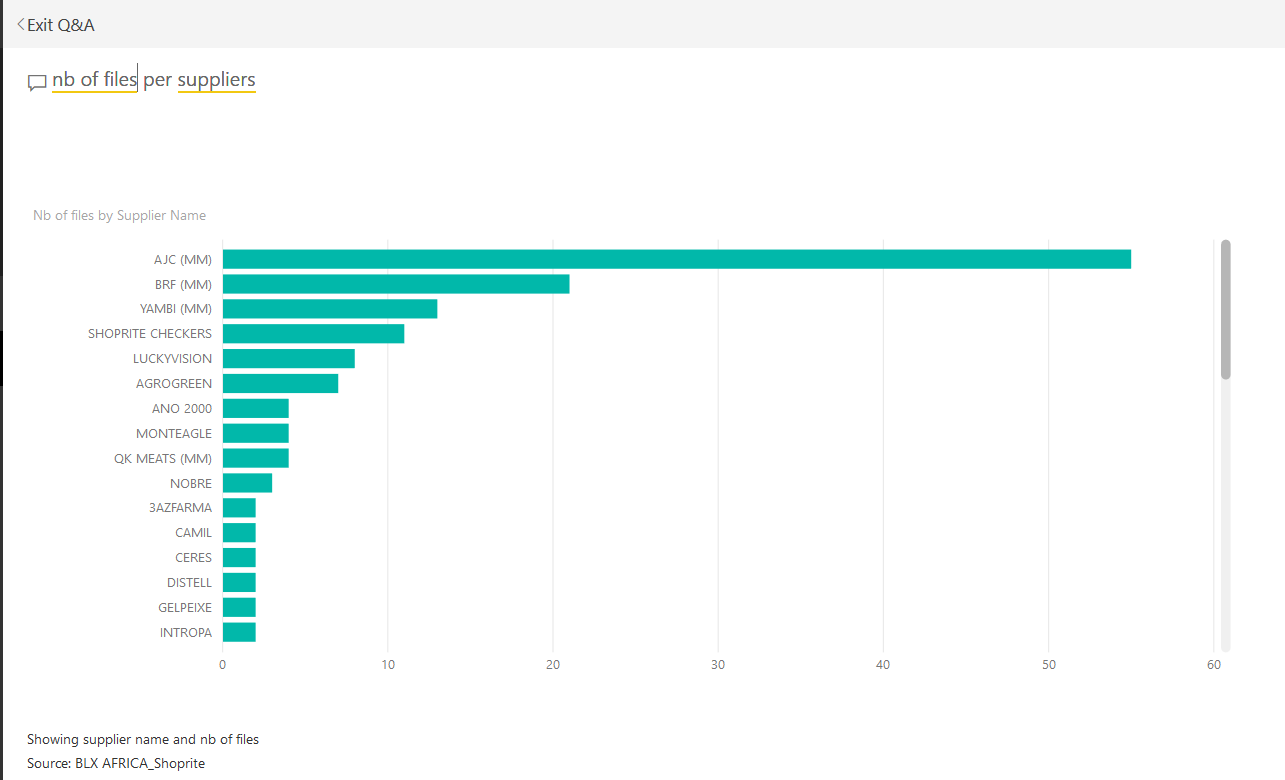 Exit Q&A
nb of files per suppliers
Nb of files by Supplier Name
AJC (MM)
BRF (MM)
YAMBI (MM)
SHOPRITE CHECKERS
LUCKYVISION
AGROGREEN
ANO 2000
MONTEAGLE
QK MEATS (MM)
NOBRE
3AZFARMA
CAMIL
CERES
DISTELL
GELPEIXE
INTROPA
0 10 20 30 40 50 60
Showing supplier name and nb of files
Source: BLX AFRICA_Shoprite